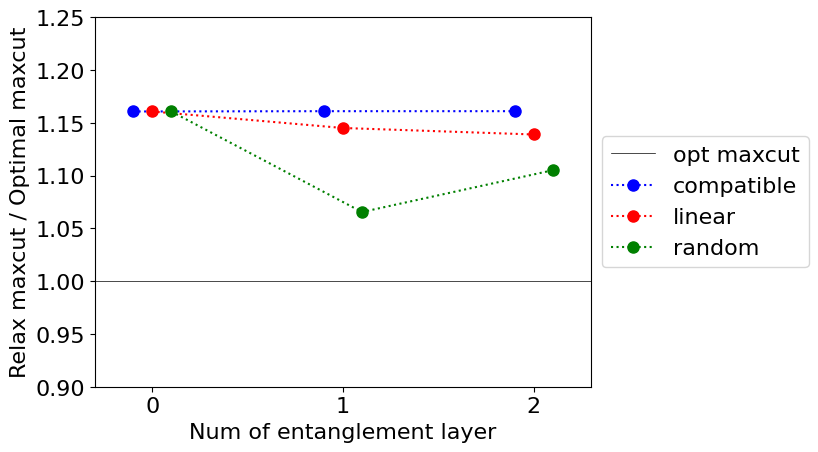 Relax maxcut / Optimal maxcut
1.25
1.20
1.15
1.10
1.05
1.00
0.95
0.90
0
1
2
Num of entanglement layer
opt maxcut
compatible
linear
random